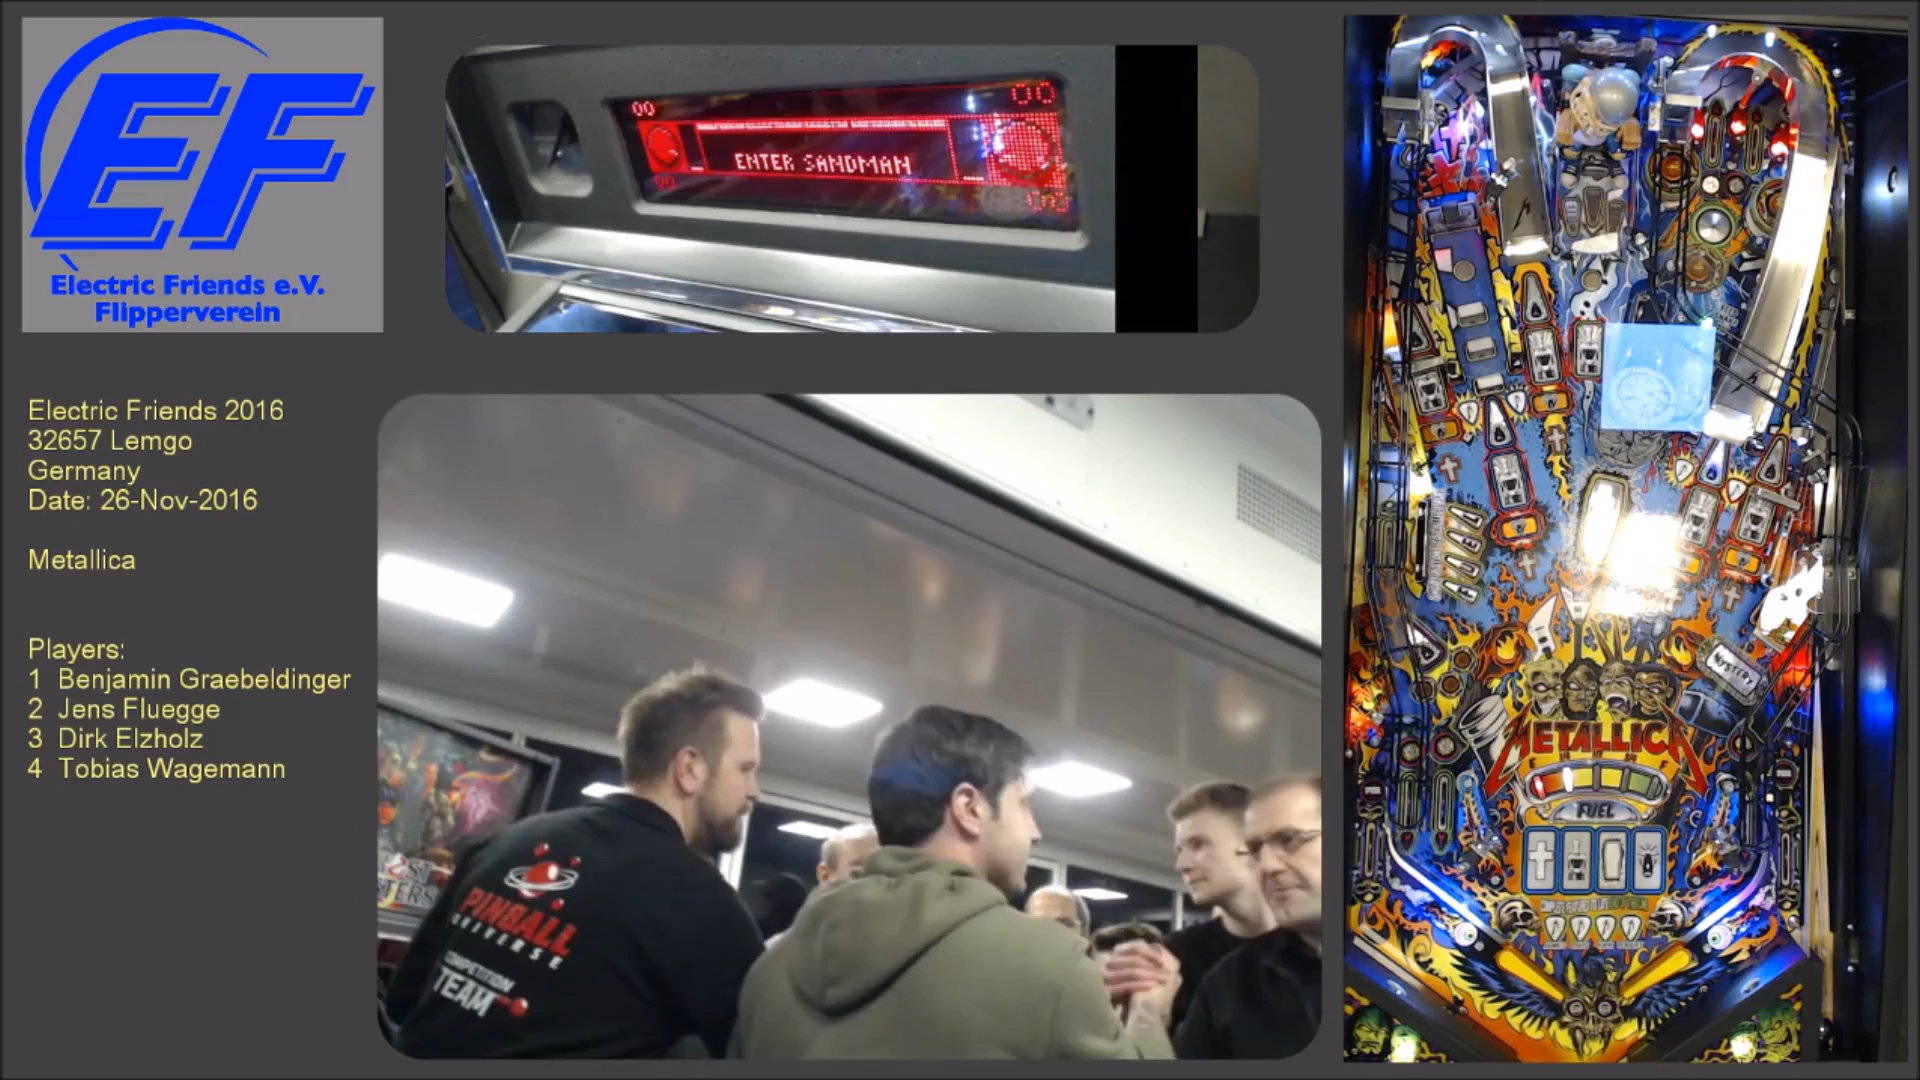 EF
Electric Friends e.V.
Flipperverein
00
00
ENTER SANDMAN
00
00
Electric Friends 2016
32657 Lemgo
Germany
Date: 26-Nov-2016
Metallica
Players:
1 Benjamin Graebeldinger
2 Jens Fluegge
3 Dirk Elzholz
4 Tobias Wagemann
PINBALL
UNIVERSE
COMPETITION
TEAM
MYSTERY
METALLICA
FUEL